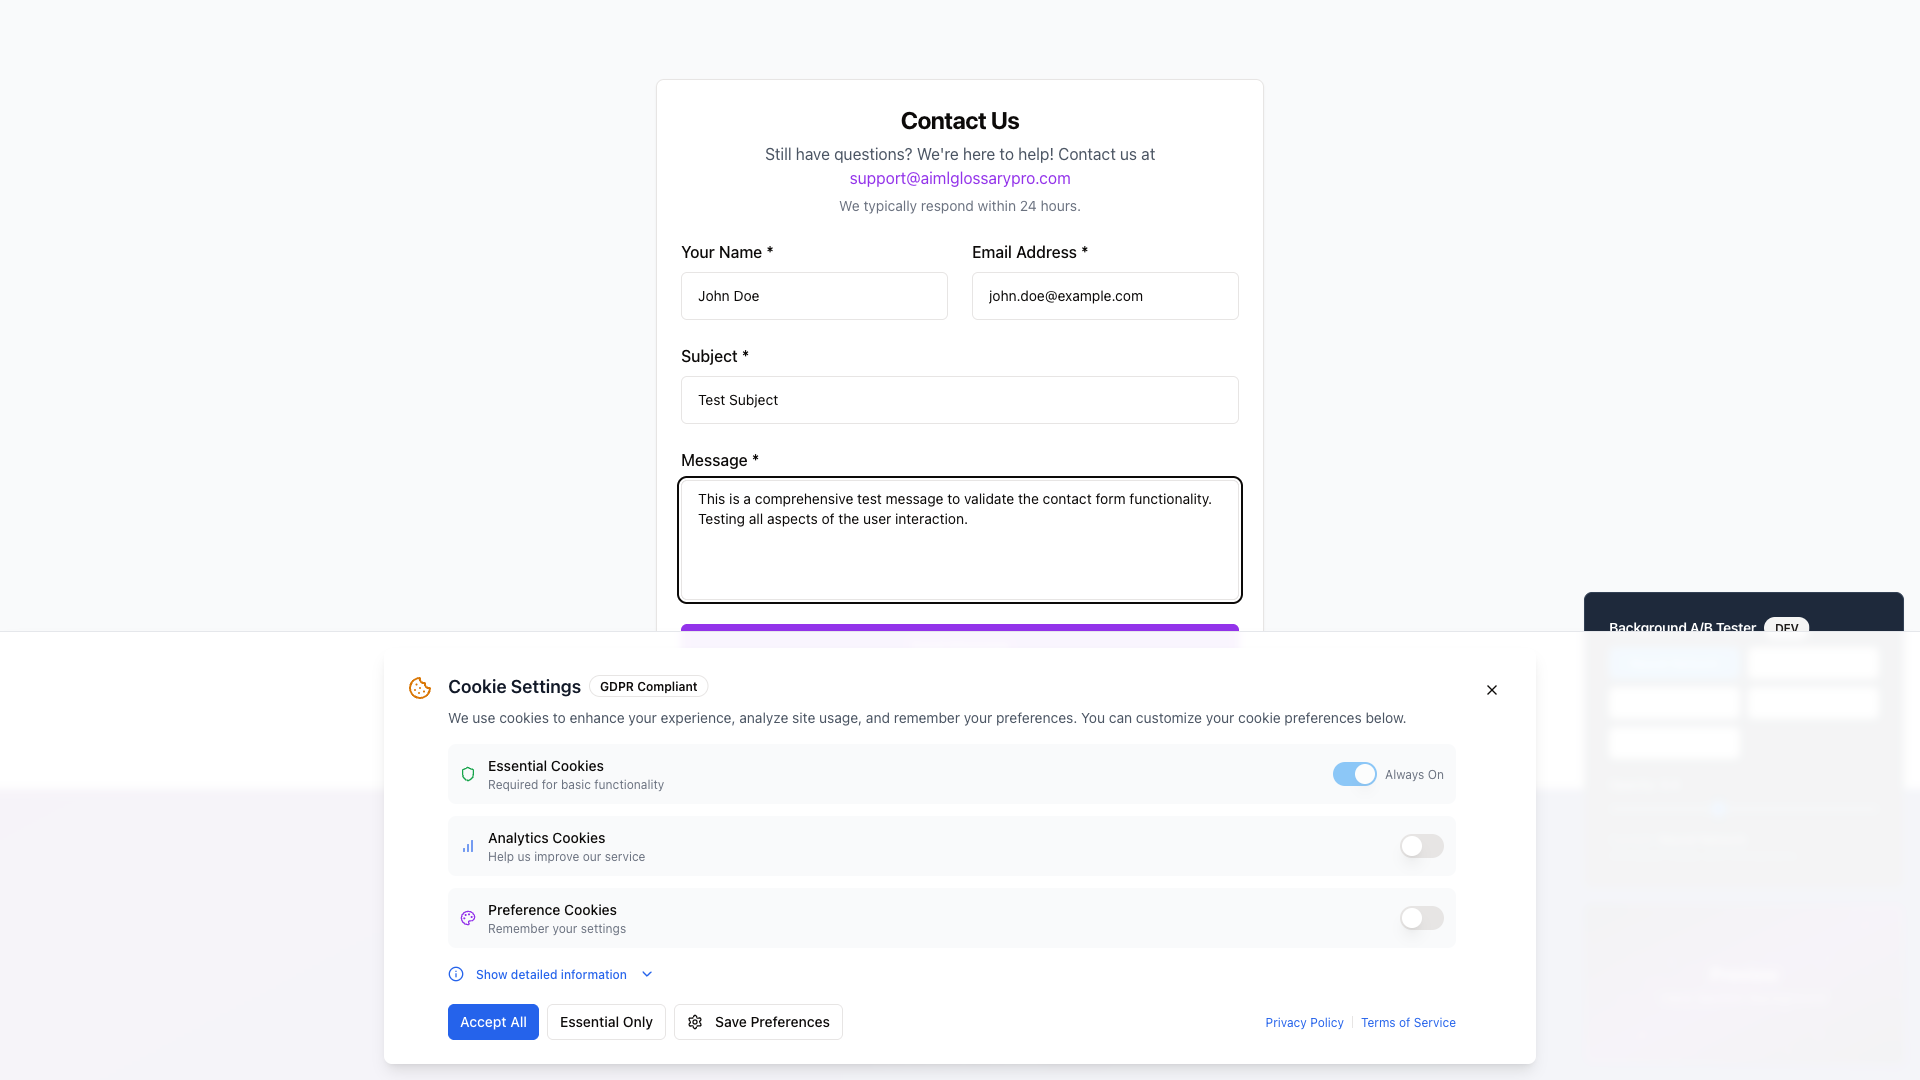 Contact Us
Still have questions? We're here to help! Contact us at
support@aimlglossarypro.com
We typically respond within 24 hours.
Your Name *
Email Address *
John Doe
john.doe@example.com
Subject *
Test Subject
Message *
This is a comprehensive test message to validate the contact form functionality.
Testing all aspects of the user interaction.
Background A/B Tester
DEV
Cookie Settings
GDPR Compliant
We use cookies to enhance your experience, analyze site usage, and remember your preferences. You can customize your cookie preferences below.
Essential Cookies
Required for basic functionality
Always On
Analytics Cookies
Help us improve our service
Preference Cookies
Remember your settings
Show detailed information
Accept All
Essential Only
Save Preferences
Privacy Policy
Terms of Service